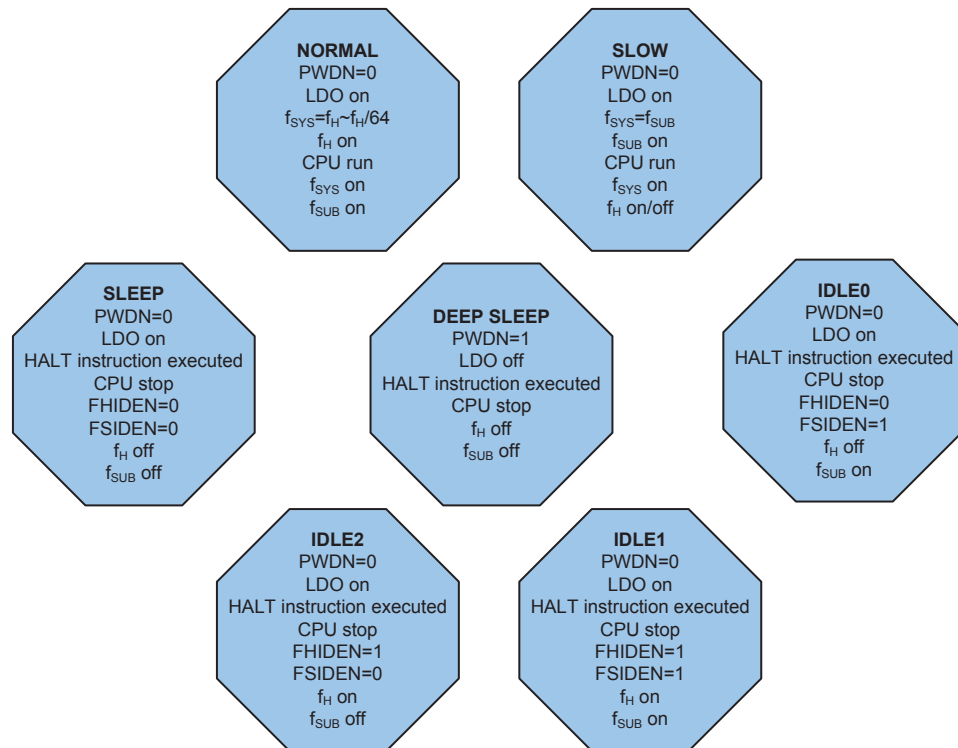 NORMAL
PWDN=0
LDO on
fSYS=fH~fH/64
fH on
CPU run
fSYS on
fSUB on
SLOW
PWDN=0
LDO on
fSYS=fSUB
fSUB on
CPU run
fSYS on
fH on/off
SLEEP
PWDN=0
LDO on
HALT instruction executed
CPU stop
FHIDEN=0
FSIDEN=0
fH off
fSUB off
DEEP SLEEP
PWDN=1
LDO off
HALT instruction executed
CPU stop
fH off
fSUB off
IDLE0
PWDN=0
LDO on
HALT instruction executed
CPU stop
FHIDEN=0
FSIDEN=1
fH off
fSUB on
IDLE2
PWDN=0
LDO on
HALT instruction executed
CPU stop
FHIDEN=1
FSIDEN=0
fH on
fSUB off
IDLE1
PWDN=0
LDO on
HALT instruction executed
CPU stop
FHIDEN=1
FSIDEN=1
fH on
fSUB on